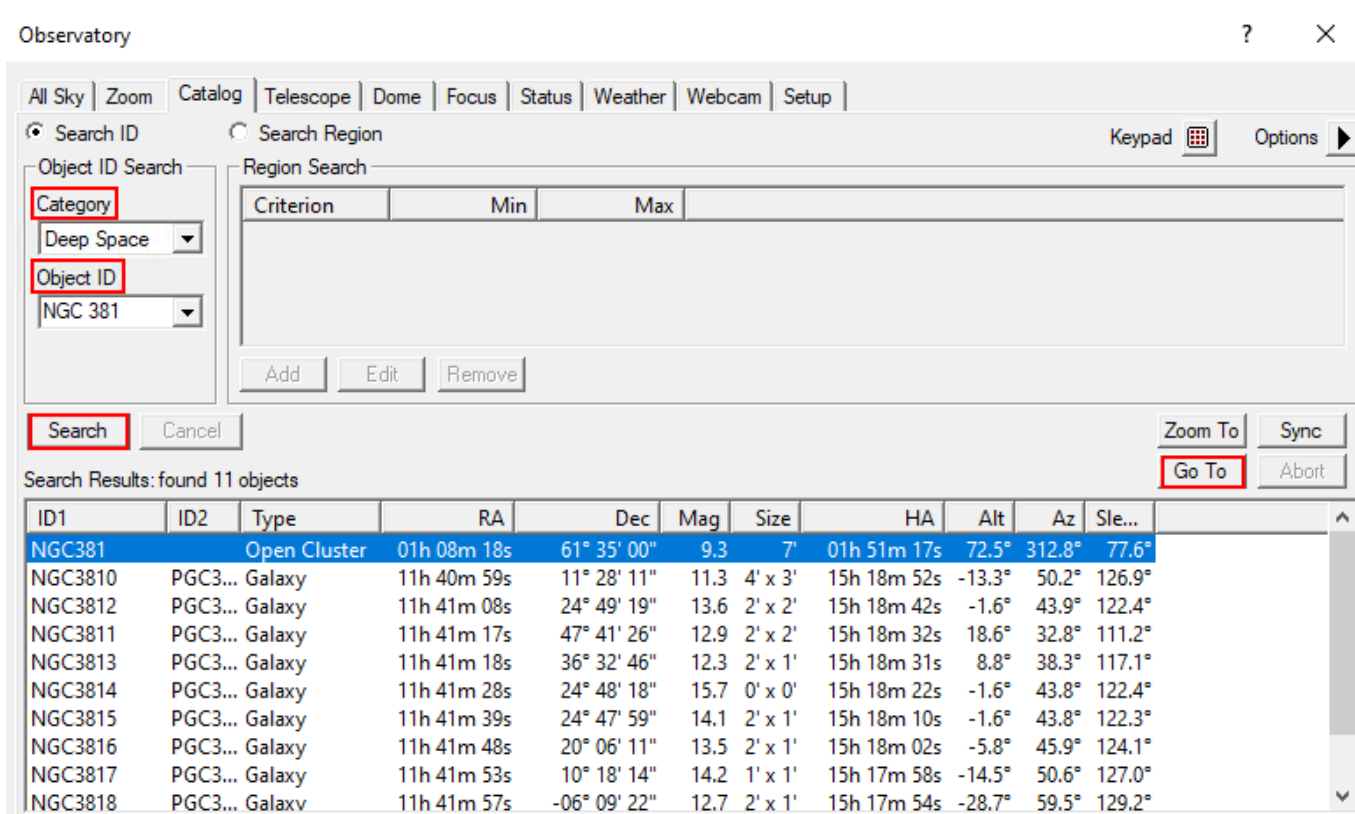 Observatory ? ×
All Sky Zoom Catalog Telescope Dome Focus Status Weather Webcam Setup
Search ID Search Region Keypad Options
Object ID Search Region Search
Category Criterion Min Max
Deep Space
Object ID
NGC 381
Add Edit Remove
Search Cancel Zoom To Sync
Search Results: found 11 objects Go To Abort
ID1 ID2 Type RA Dec Mag Size HA Alt Az Sle...
NGC381 Open Cluster 01h 08m 18s 61° 35' 00" 9.3 7' 01h 51m 17s 72.5° 312.8° 77.6°
NGC3810 PGC3... Galaxy 11h 40m 59s 11° 28' 11" 11.3 4' x 3' 15h 18m 52s -13.3° 50.2° 126.9°
NGC3812 PGC3... Galaxy 11h 41m 08s 24° 49' 19" 13.6 2' x 2' 15h 18m 42s -1.6° 43.9° 122.4°
NGC3811 PGC3... Galaxy 11h 41m 17s 47° 41' 26" 12.9 2' x 2' 15h 18m 32s 18.6° 32.8° 111.2°
NGC3813 PGC3... Galaxy 11h 41m 18s 36° 32' 46" 12.3 2' x 1' 15h 18m 31s 8.8° 38.3° 117.1°
NGC3814 PGC3... Galaxy 11h 41m 28s 24° 48' 18" 15.7 0' x 0' 15h 18m 22s -1.6° 43.8° 122.4°
NGC3815 PGC3... Galaxy 11h 41m 39s 24° 47' 59" 14.1 2' x 1' 15h 18m 10s -1.6° 43.8° 122.3°
NGC3816 PGC3... Galaxy 11h 41m 48s 20° 06' 11" 13.5 2' x 1' 15h 18m 02s -5.8° 45.9° 124.1°
NGC3817 PGC3... Galaxy 11h 41m 53s 10° 18' 14" 14.2 1' x 1' 15h 17m 58s -14.5° 50.6° 127.0°
NGC3818 PGC3... Galaxy 11h 41m 57s -06° 09' 22" 12.7 2' x 1' 15h 17m 54s -28.7° 59.5° 129.2°